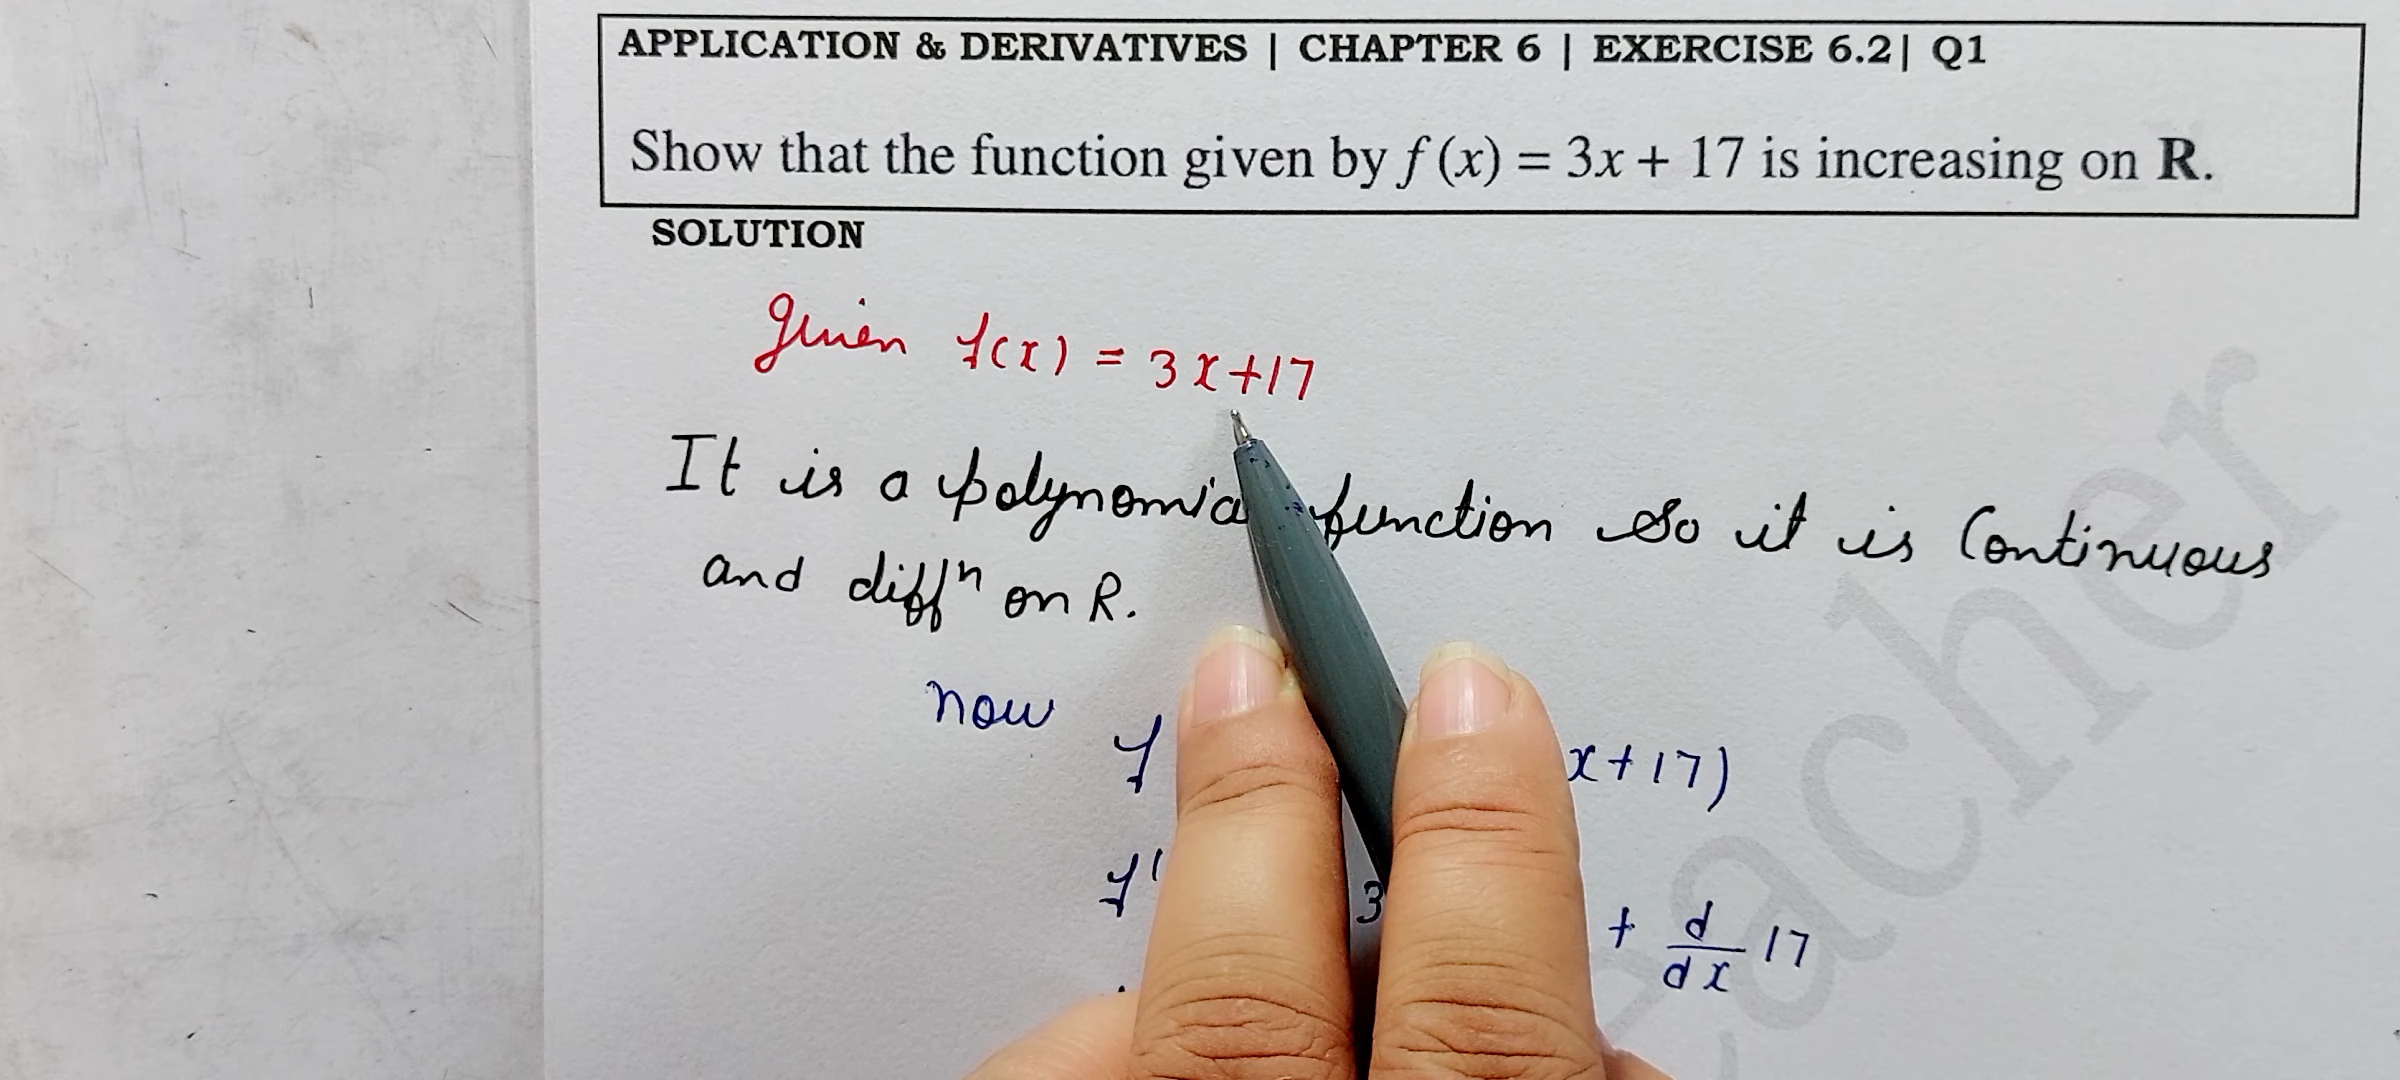 APPLICATION & DERIVATIVES | CHAPTER 6 | EXERCISE 6.2| Q1
Show that the function given by f (x) = 3x + 17 is increasing on R.
SOLUTION
Given f(x) = 3x+17
It is a polynomia function so it is Continuous
and diffⁿ on R.
now f x+17)
f' 3 + d/dx 17
eacher